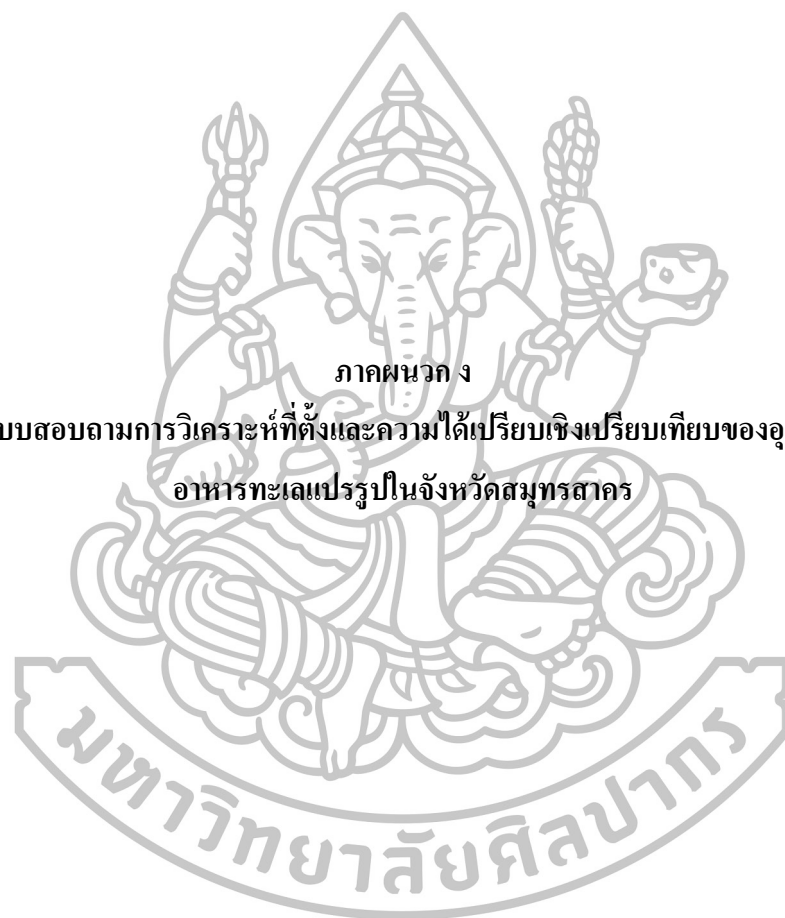 ภาคผนวก ง
บบสอบถามการวิเคราะห์ที่ตั้งและความได้เปรียบเชิงเปรียบเทียบของอุ
อาหารทะเลแปรรูปในจังหวัดสมุทรสาคร
มหาวิทยาลัยศิลปากร